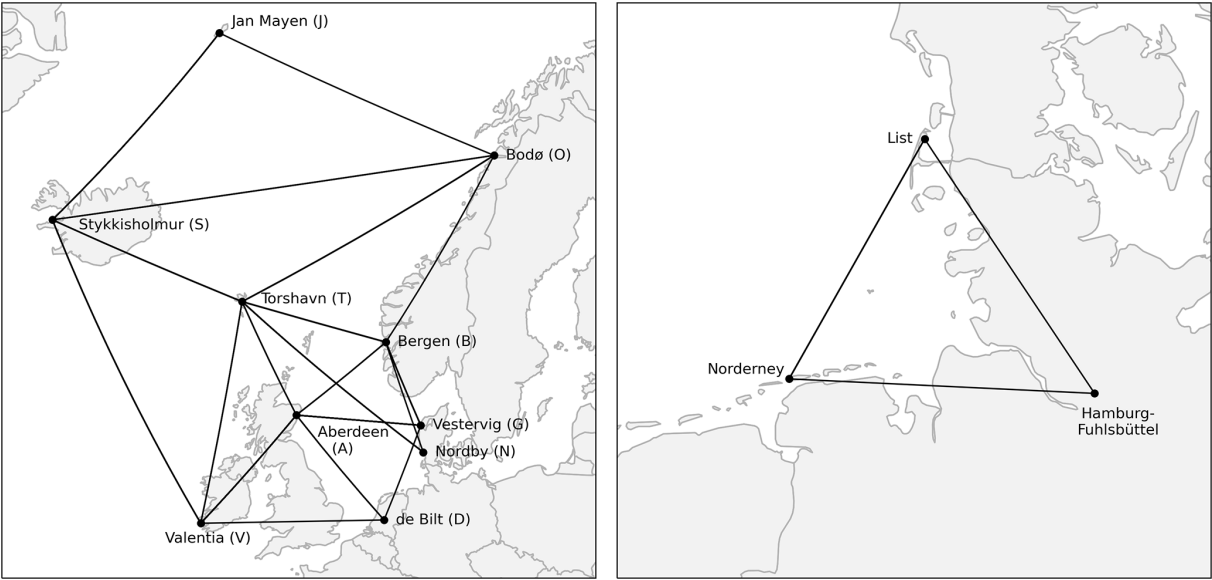 Jan Mayen (J)
Bodø (O)
Stykkisholmur (S)
Torshavn (T)
Bergen (B)
Vestervig (G)
Aberdeen
(A)
Nordby (N)
de Bilt (D)
Valentia (V)
List
Norderney
Hamburg-
Fuhlsbüttel